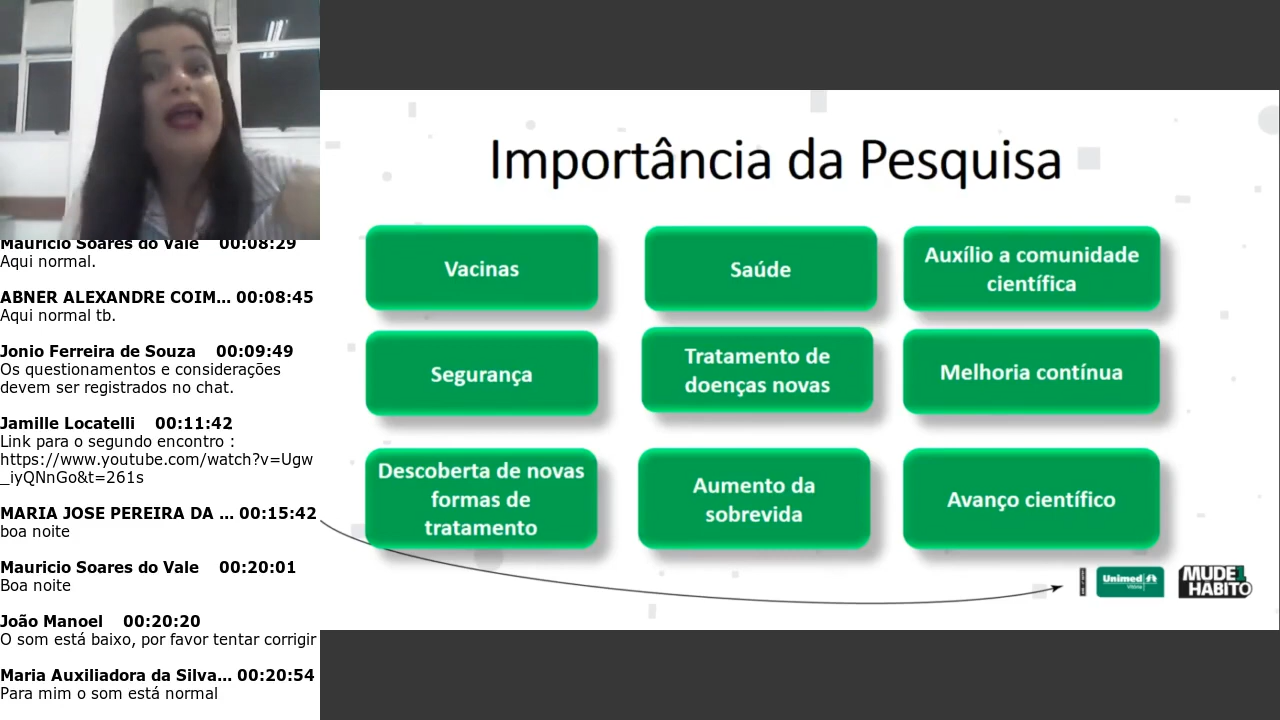 Mauricio Soares do Vale 00:08:29
Aqui normal.
ABNER ALEXANDRE COIM... 00:08:45
Aqui normal tb.
Jonio Ferreira de Souza 00:09:49
Os questionamentos e considerações
devem ser registrados no chat.
Jamille Locatelli 00:11:42
Link para o segundo encontro :
https://www.youtube.com/watch?v=Ugw
_iyQNnGo&t=261s
MARIA JOSE PEREIRA DA ... 00:15:42
boa noite
Mauricio Soares do Vale 00:20:01
Boa noite
João Manoel 00:20:20
O som está baixo, por favor tentar corrigir
Maria Auxiliadora da Silva... 00:20:54
Para mim o som está normal
Importância da Pesquisa
Vacinas
Saúde
Auxílio a comunidade
científica
Segurança
Tratamento de
doenças novas
Melhoria contínua
Descoberta de novas
formas de
tratamento
Aumento da
sobrevida
Avanço científico
Unimed
Vitória
MUDE1
HÁBITO